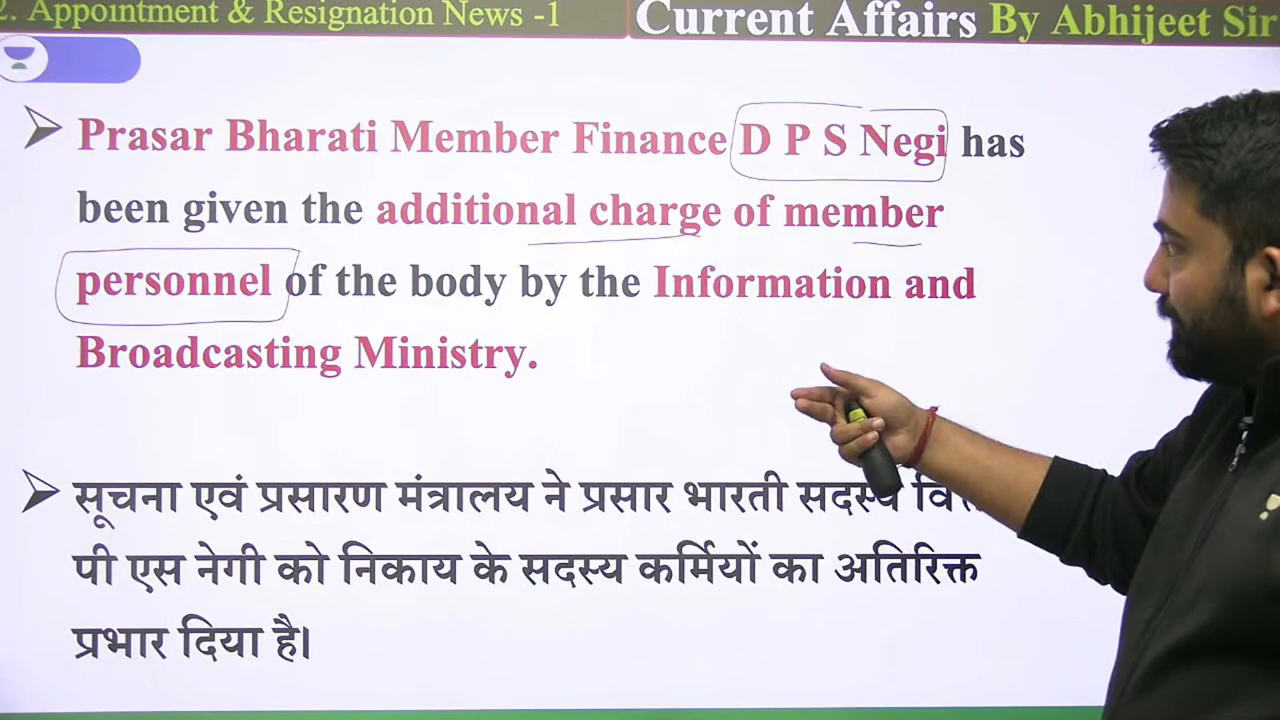 2. Appointment & Resignation News -1
Current Affairs By Abhijeet Sir
Prasar Bharati Member Finance D P S Negi has
been given the additional charge of member
personnel of the body by the Information and
Broadcasting Ministry.
सूचना एवं प्रसारण मंत्रालय ने प्रसार भारती सदस्य
पी एस नेगी को निकाय के सदस्य कर्मियों का अतिरिक्त
प्रभार दिया है।